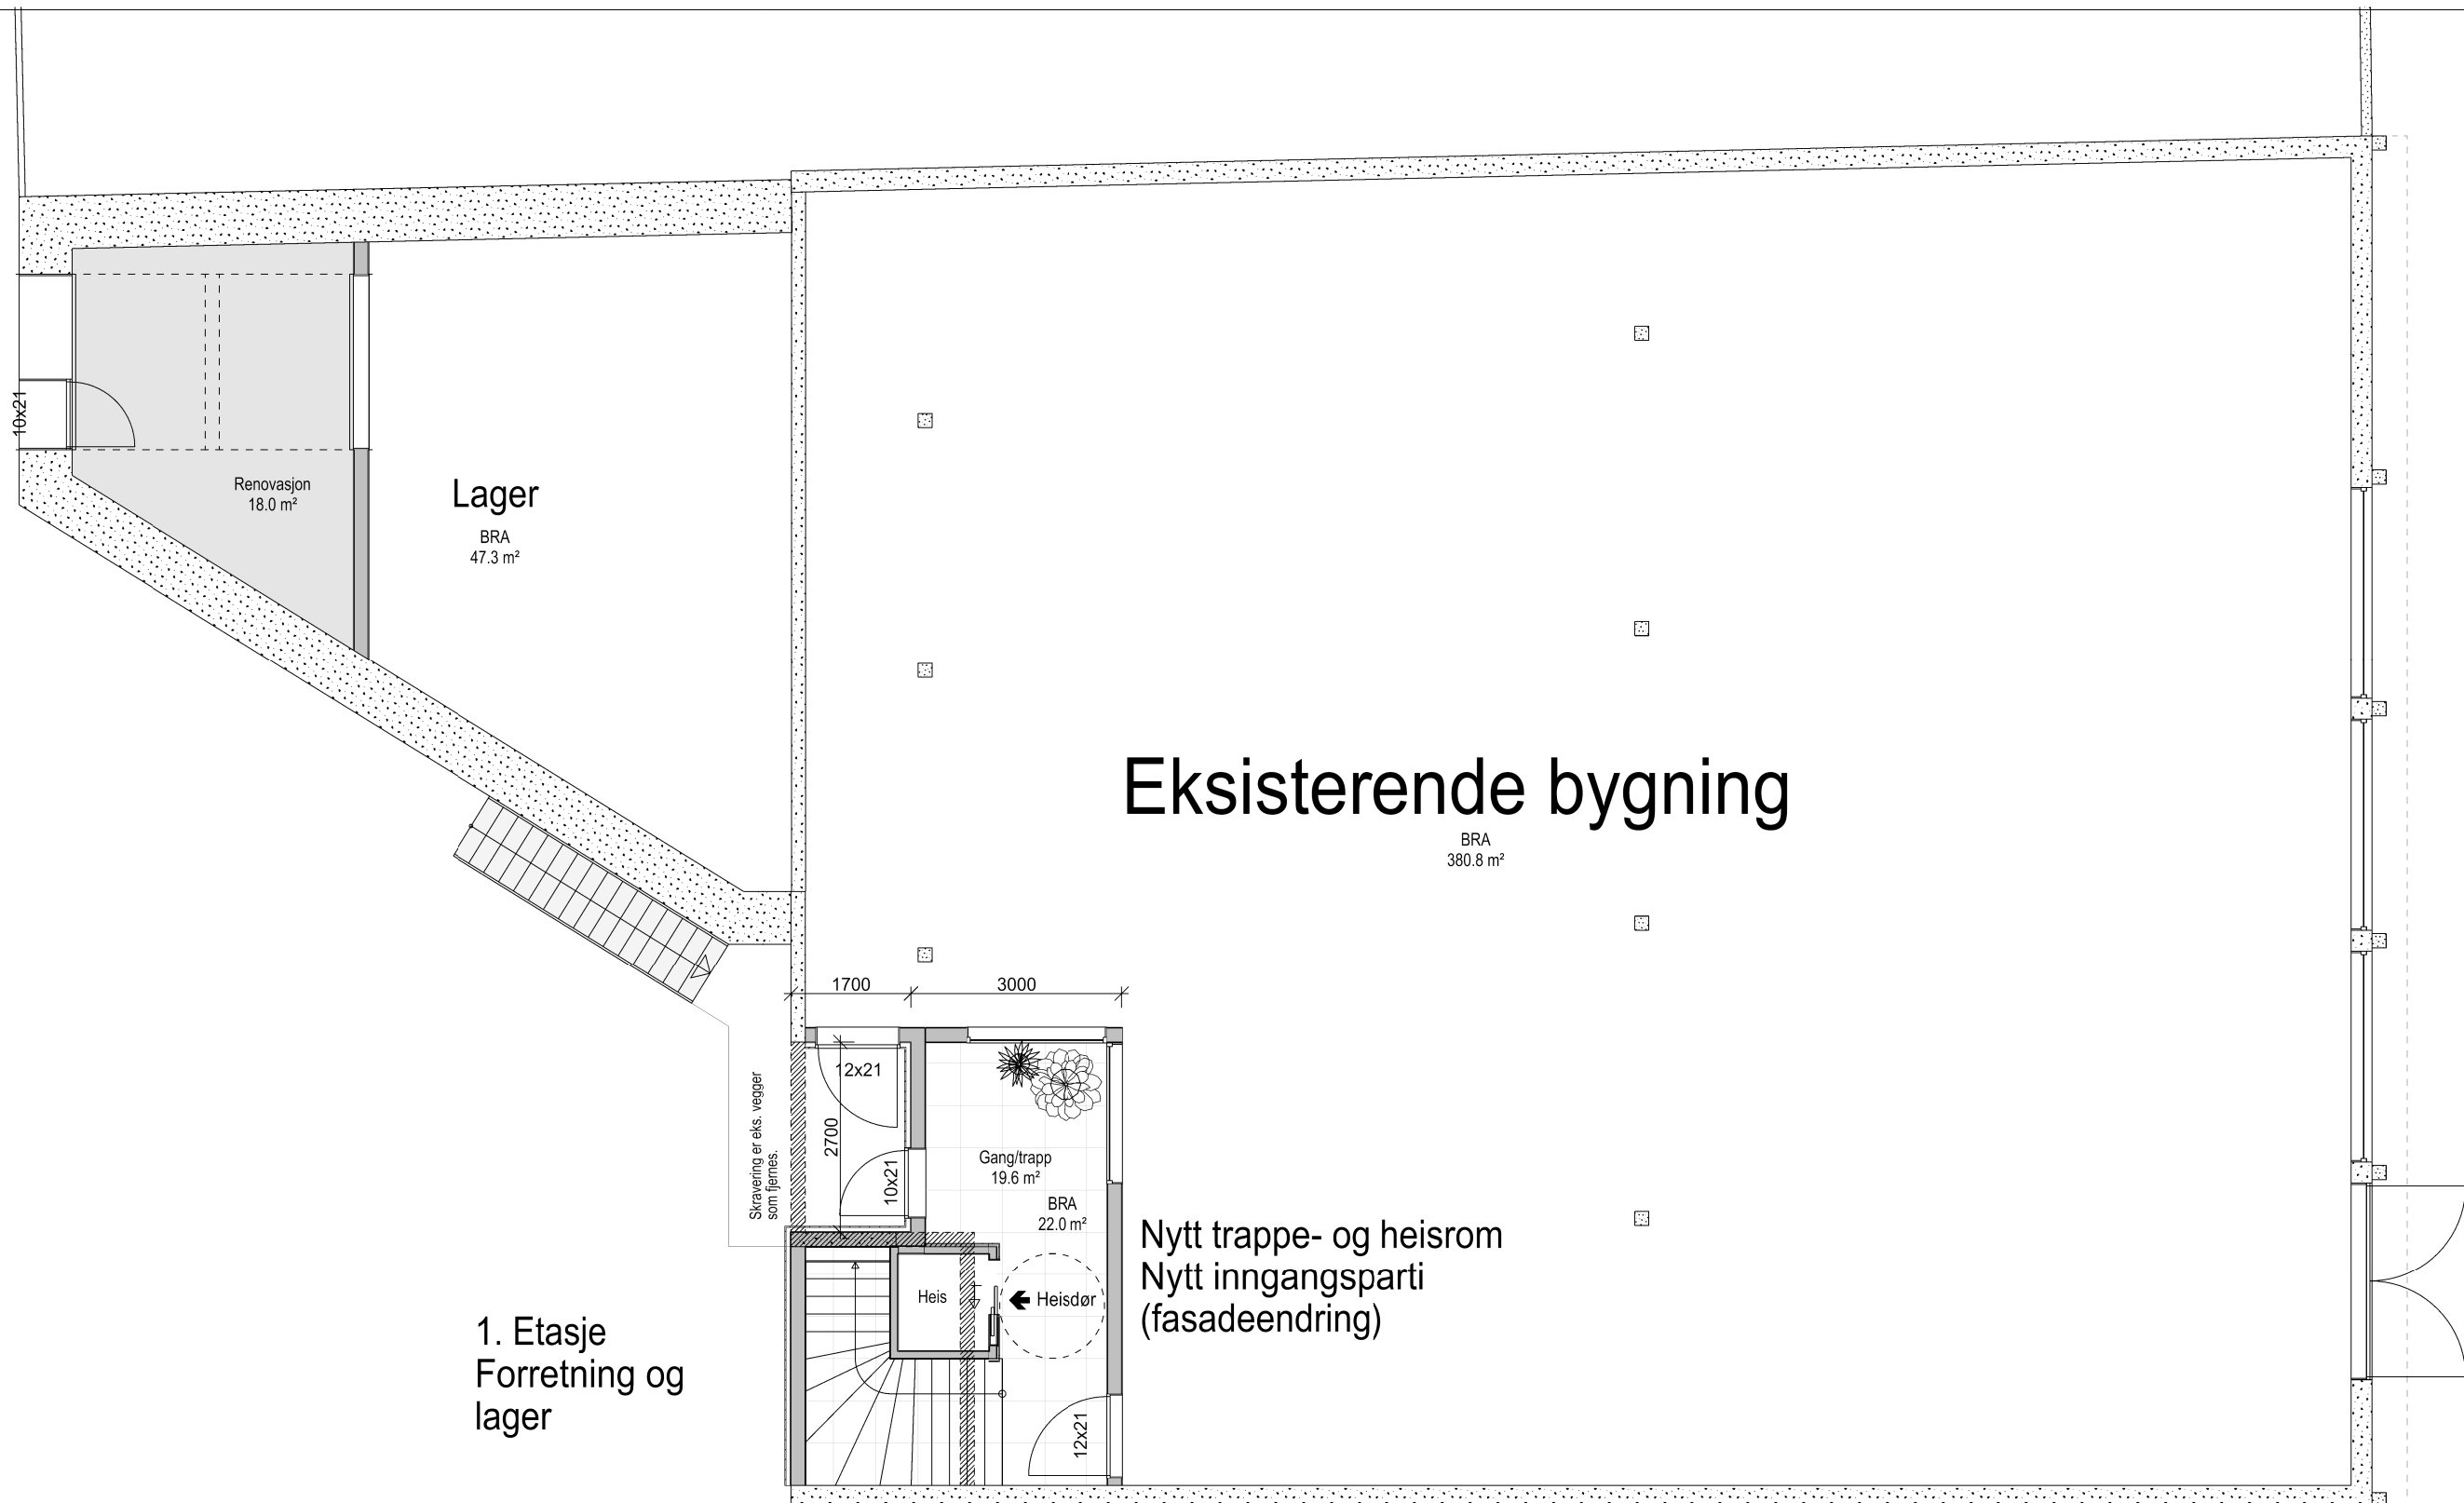 10x21
Renovasjon
18.0 m²
Lager
BRA
47.3 m²
Eksisterende bygning
BRA
380.8 m²
1700
3000
12x21
2700
10x21
Skravering er eks. vegger
som fjernes.
Gang/trapp
19.6 m²
BRA
22.0 m²
Heis
Heisdør
12x21
Nytt trappe- og heisrom
Nytt inngangsparti
(fasadeendring)
1. Etasje
Forretning og
lager